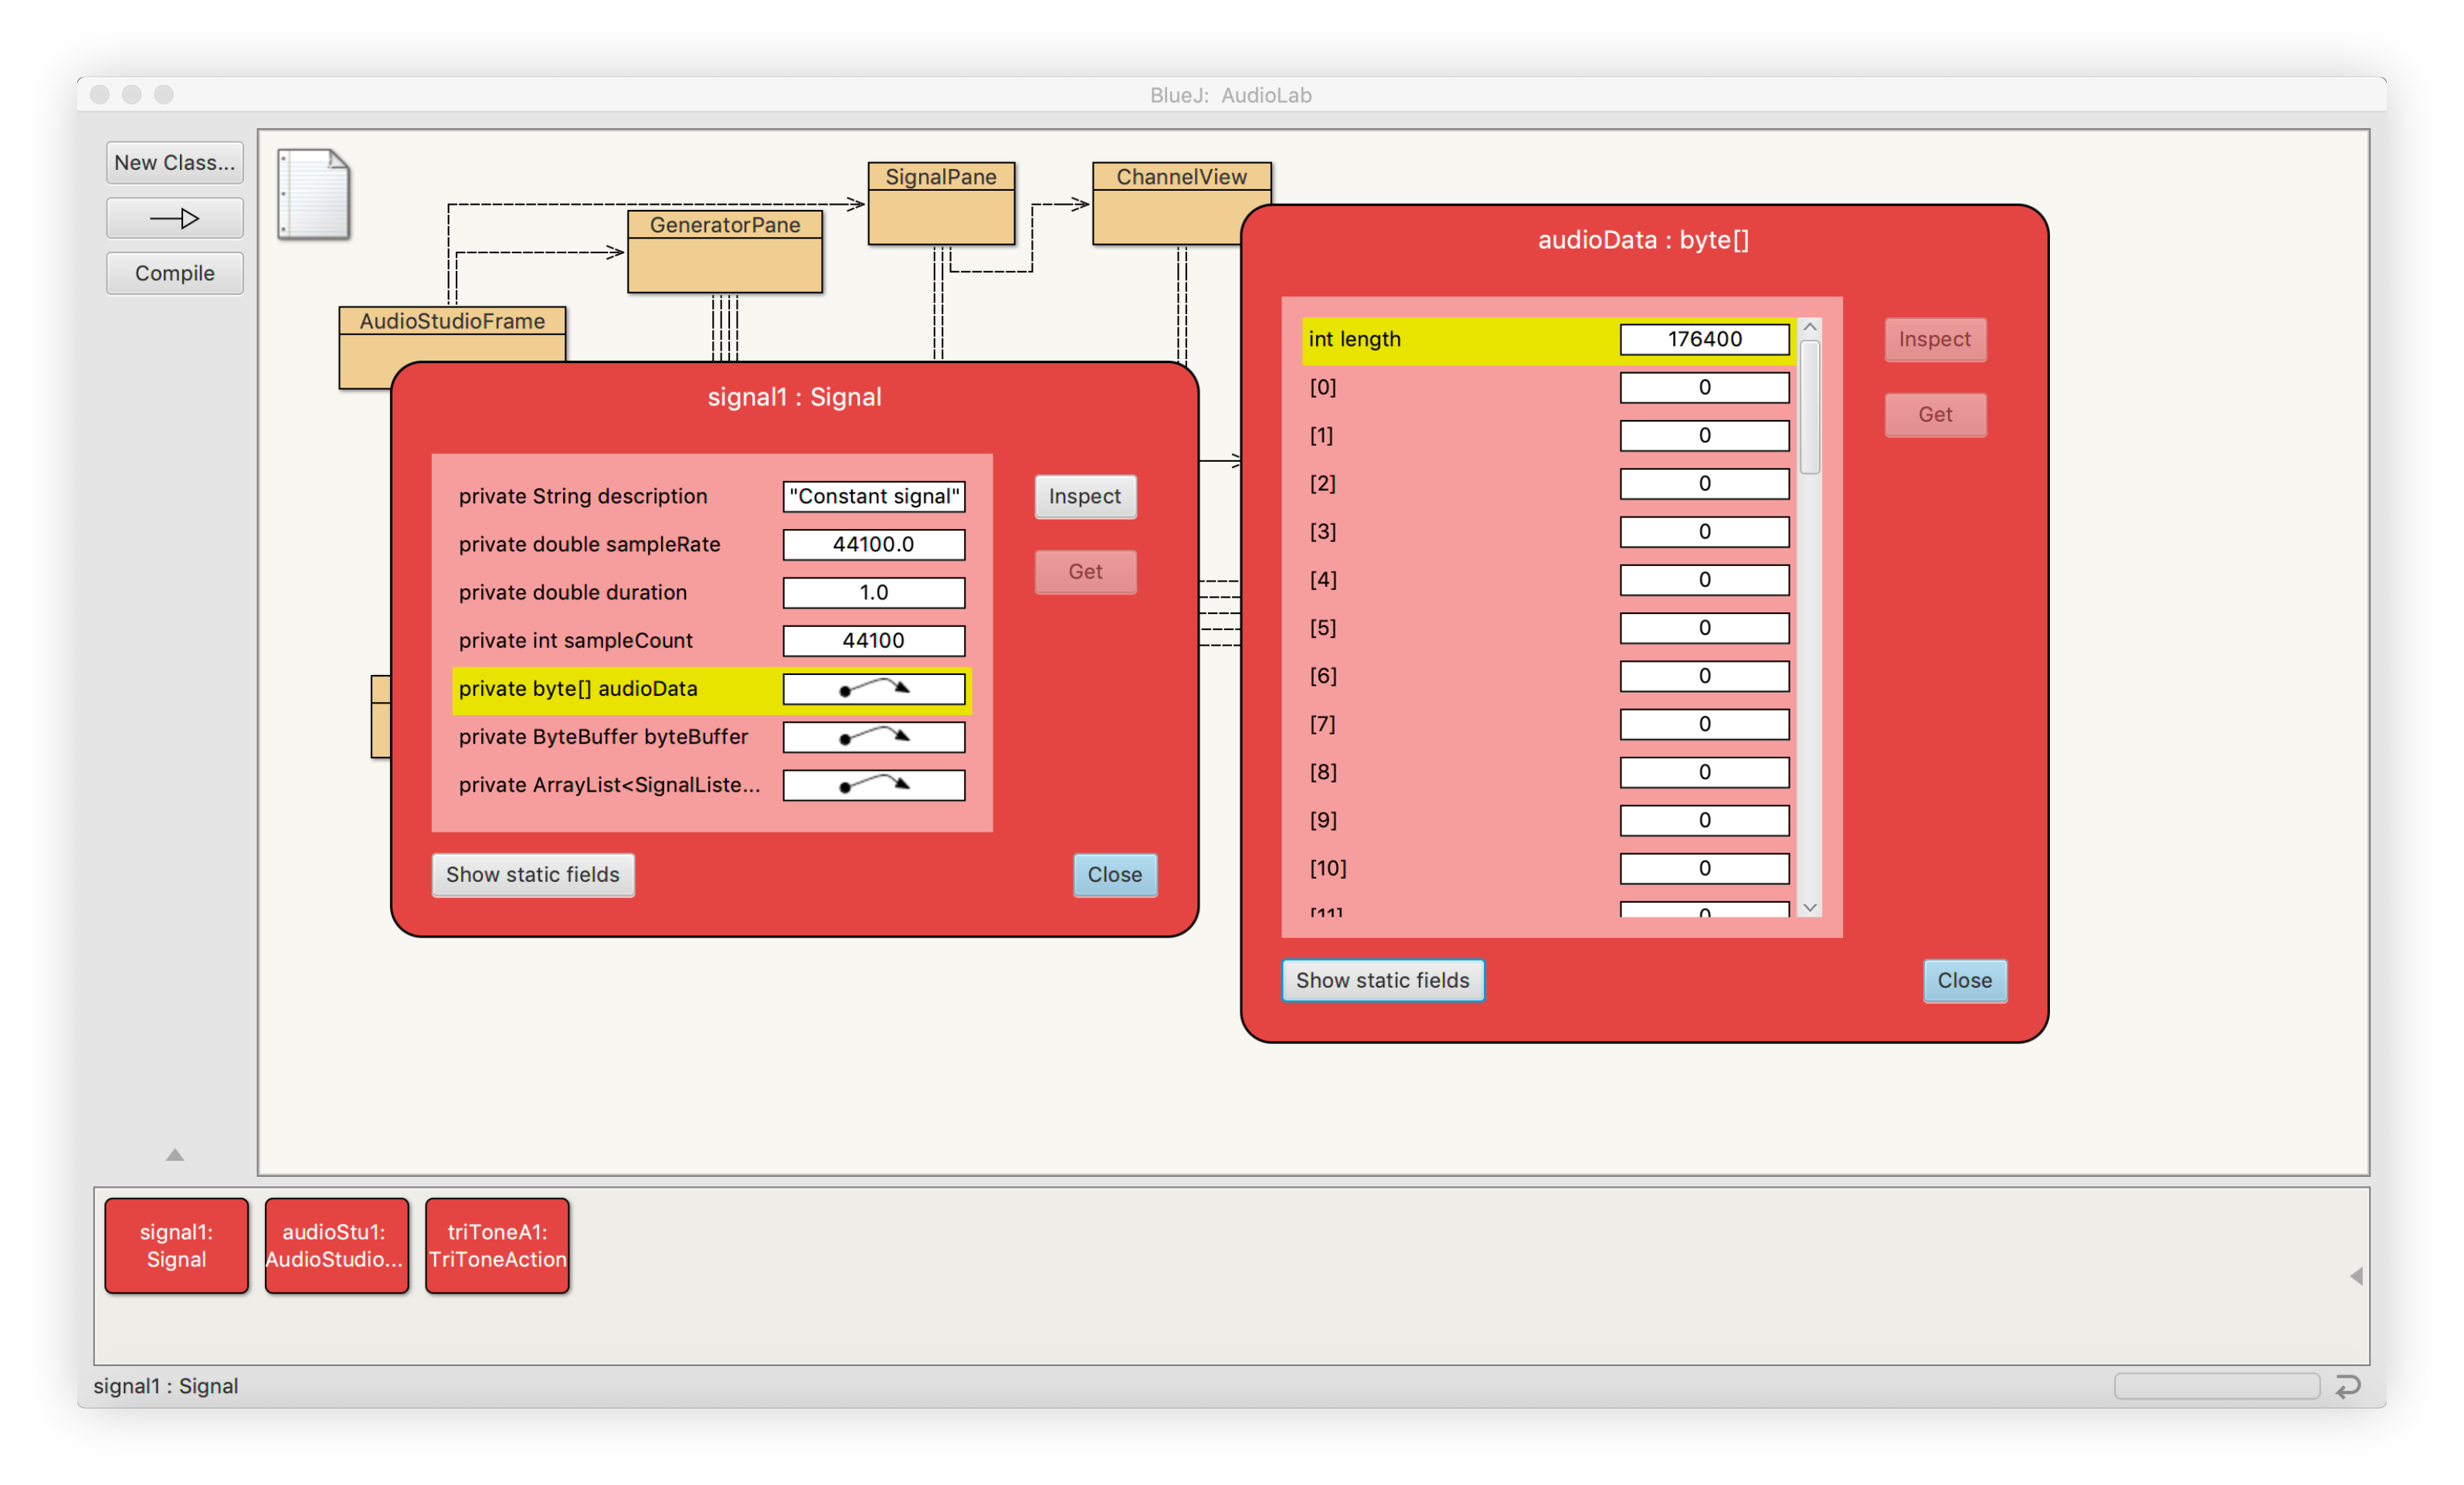 BlueJ:  AudioLab
New Class...
Compile
SignalPane
ChannelView
GeneratorPane
AudioStudioFrame
signal1 : Signal
private String description "Constant signal"
private double sampleRate 44100.0
private double duration 1.0
private int sampleCount 44100
private byte[] audioData
private ByteBuffer byteBuffer
private ArrayList<SignalListe...
Inspect
Get
Show static fields
Close
audioData : byte[]
int length 176400
[0] 0
[1] 0
[2] 0
[3] 0
[4] 0
[5] 0
[6] 0
[7] 0
[8] 0
[9] 0
[10] 0
[11] 0
Inspect
Get
Show static fields
Close
signal1:
Signal
audioStu1:
AudioStudio...
triToneA1:
TriToneAction
signal1 : Signal